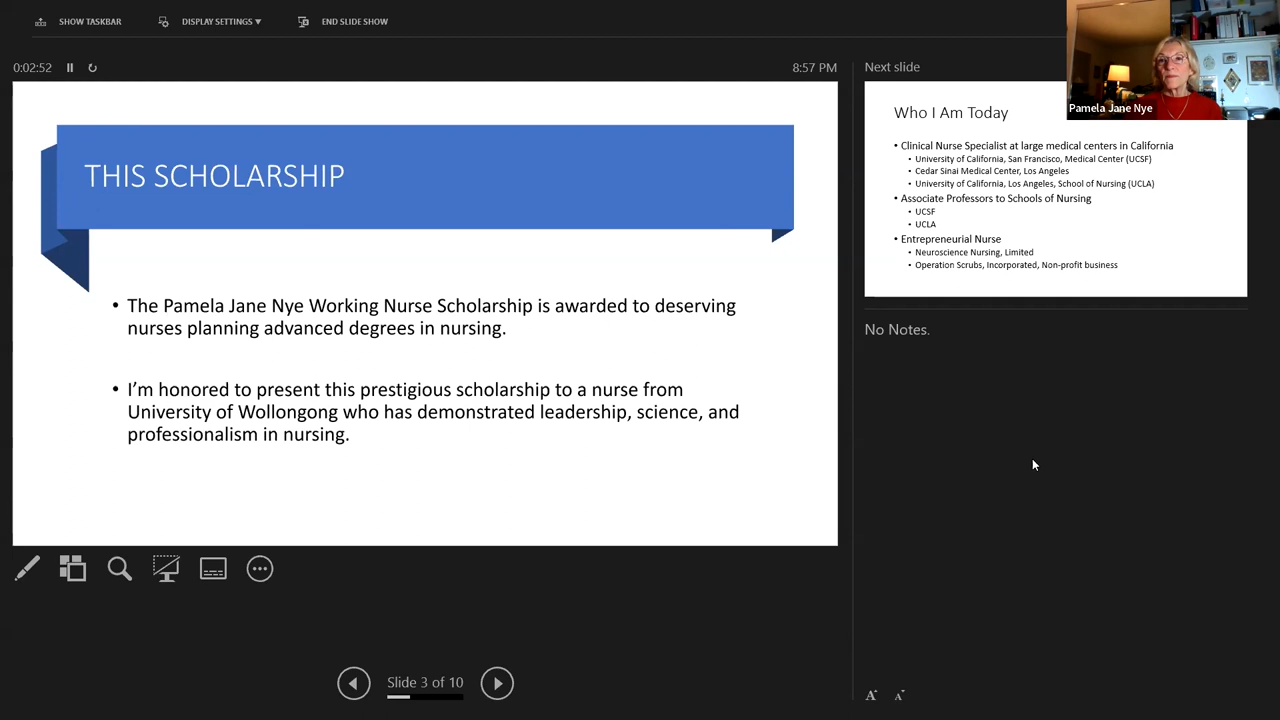 SHOW TASKBAR
DISPLAY SETTINGS ▼
END SLIDE SHOW
0:02:52
8:57 PM
THIS SCHOLARSHIP
• The Pamela Jane Nye Working Nurse Scholarship is awarded to deserving
nurses planning advanced degrees in nursing.
• I’m honored to present this prestigious scholarship to a nurse from
University of Wollongong who has demonstrated leadership, science, and
professionalism in nursing.
Slide 3 of 10
Next slide
Pamela Jane Nye
Who I Am Today
• Clinical Nurse Specialist at large medical centers in California
• University of California, San Francisco, Medical Center (UCSF)
• Cedar Sinai Medical Center, Los Angeles
• University of California, Los Angeles, School of Nursing (UCLA)
• Associate Professors to Schools of Nursing
• UCSF
• UCLA
• Entrepreneurial Nurse
• Neuroscience Nursing, Limited
• Operation Scrubs, Incorporated, Non-profit business
No Notes.
A A